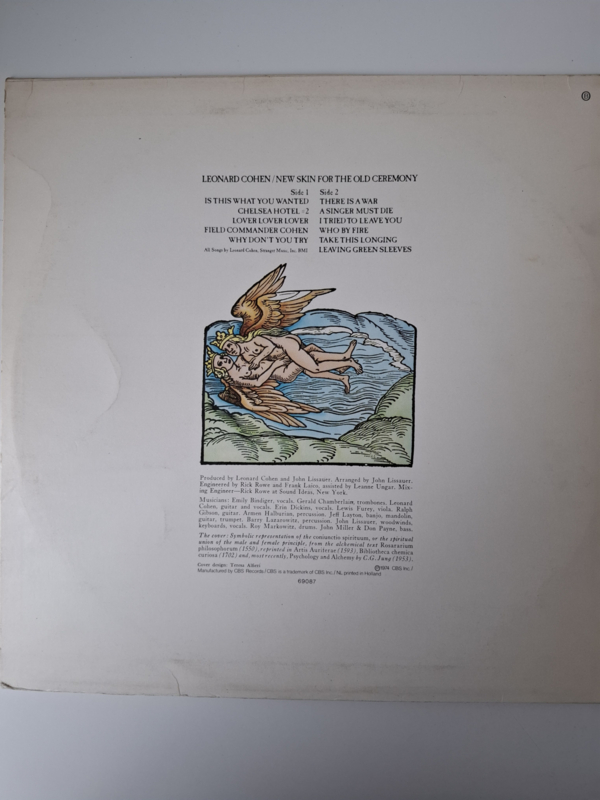 LEONARD COHEN/NEW SKIN FOR THE OLD CEREMONY
Side 1
IS THIS WHAT YOU WANTED
CHELSEA HOTEL #2
LOVER LOVER LOVER
FIELD COMMANDER COHEN
WHY DON'T YOU TRY
All Songs by Leonard Cohen, Stranger Music, Inc. BMI
Side 2
THERE IS A WAR
A SINGER MUST DIE
I TRIED TO LEAVE YOU
WHO BY FIRE
TAKE THIS LONGING
LEAVING GREEN SLEEVES
Produced by Leonard Cohen and John Lissauer. Arranged by John Lissauer.
Engineered by Rick Rowe and Frank Laico, assisted by Leanne Ungar. Mix-
ing Engineer—Rick Rowe at Sound Ideas, New York.
Musicians: Emily Bindiger, vocals. Gerald Chamberlain, trombones. Leonard
Cohen, guitar and vocals. Erin Dickins, vocals. Lewis Furey, viola. Ralph
Gibson, guitar. Armen Halburian, percussion. Jeff Layton, banjo, mandolin,
guitar, trumpet. Barry Lazarowitz, percussion. John Lissauer, woodwinds,
keyboards, vocals. Roy Markowitz, drums. John Miller & Don Payne, bass.
The cover: Symbolic representation of the coniunctio spirituum, or the spiritual
union of the male and female principle, from the alchemical text Rosarium
philosophorum (1550), reprinted in Artis Auriferae (1593), Bibliotheca chemica
curiosa (1702) and, most recently, Psychology and Alchemy by C.G. Jung (1953).
Cover design: Teresa Alfieri
℗1974 CBS Inc./
Manufactured by CBS Records/CBS is a trademark of CBS Inc./NL printed in Holland
69087